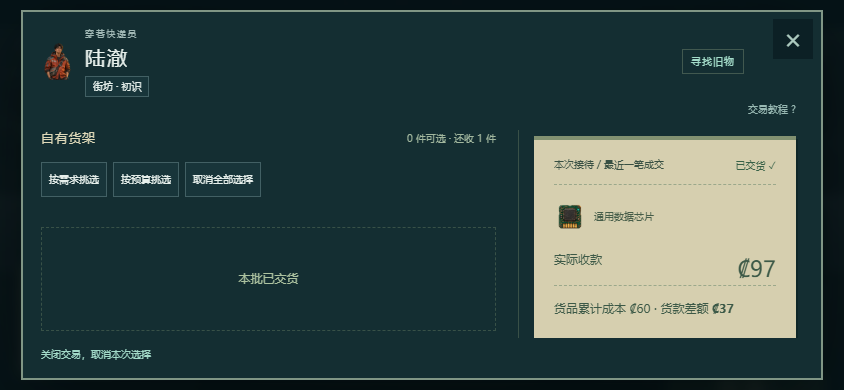 穿巷快递员
陆澈
街坊 · 初识
寻找旧物
交易教程 ?
自有货架
0 件可选 · 还收 1 件
按需求挑选
按预算挑选
取消全部选择
本批已交货
关闭交易，取消本次选择
本次接待 / 最近一笔成交
已交货 ✓
通用数据芯片
实际收款
₡97
货品累计成本 ₡60 · 货款差额 ₡37